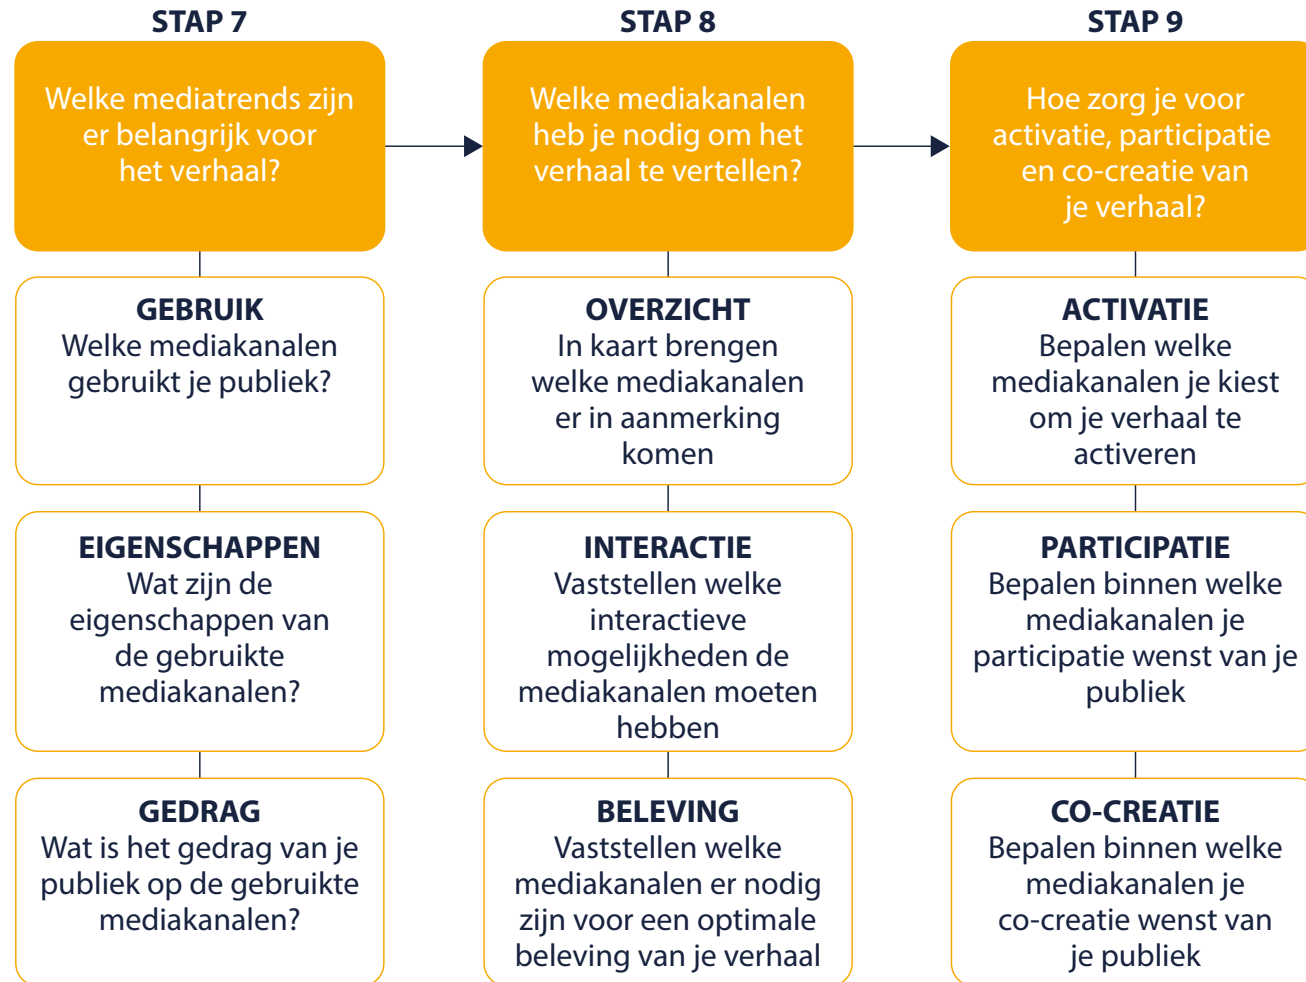 STAP 7
Welke mediatrends zijn
er belangrijk voor
het verhaal?
GEBRUIK
Welke mediakanalen
gebruikt je publiek?
EIGENSCHAPPEN
Wat zijn de
eigenschappen van
de gebruikte
mediakanalen?
GEDRAG
Wat is het gedrag van je
publiek op de gebruikte
mediakanalen?
STAP 8
Welke mediakanalen
heb je nodig om het
verhaal te vertellen?
OVERZICHT
In kaart brengen
welke mediakanalen
er in aanmerking
komen
INTERACTIE
Vaststellen welke
interactieve
mogelijkheden de
mediakanalen moeten
hebben
BELEVING
Vaststellen welke
mediakanalen er nodig
zijn voor een optimale
beleving van je verhaal
STAP 9
Hoe zorg je voor
activatie, participatie
en co-creatie van
je verhaal?
ACTIVATIE
Bepalen welke
mediakanalen je kiest
om je verhaal te
activeren
PARTICIPATIE
Bepalen binnen welke
mediakanalen je
participatie wenst van je
publiek
CO-CREATIE
Bepalen binnen welke
mediakanalen je
co-creatie wenst van
je publiek